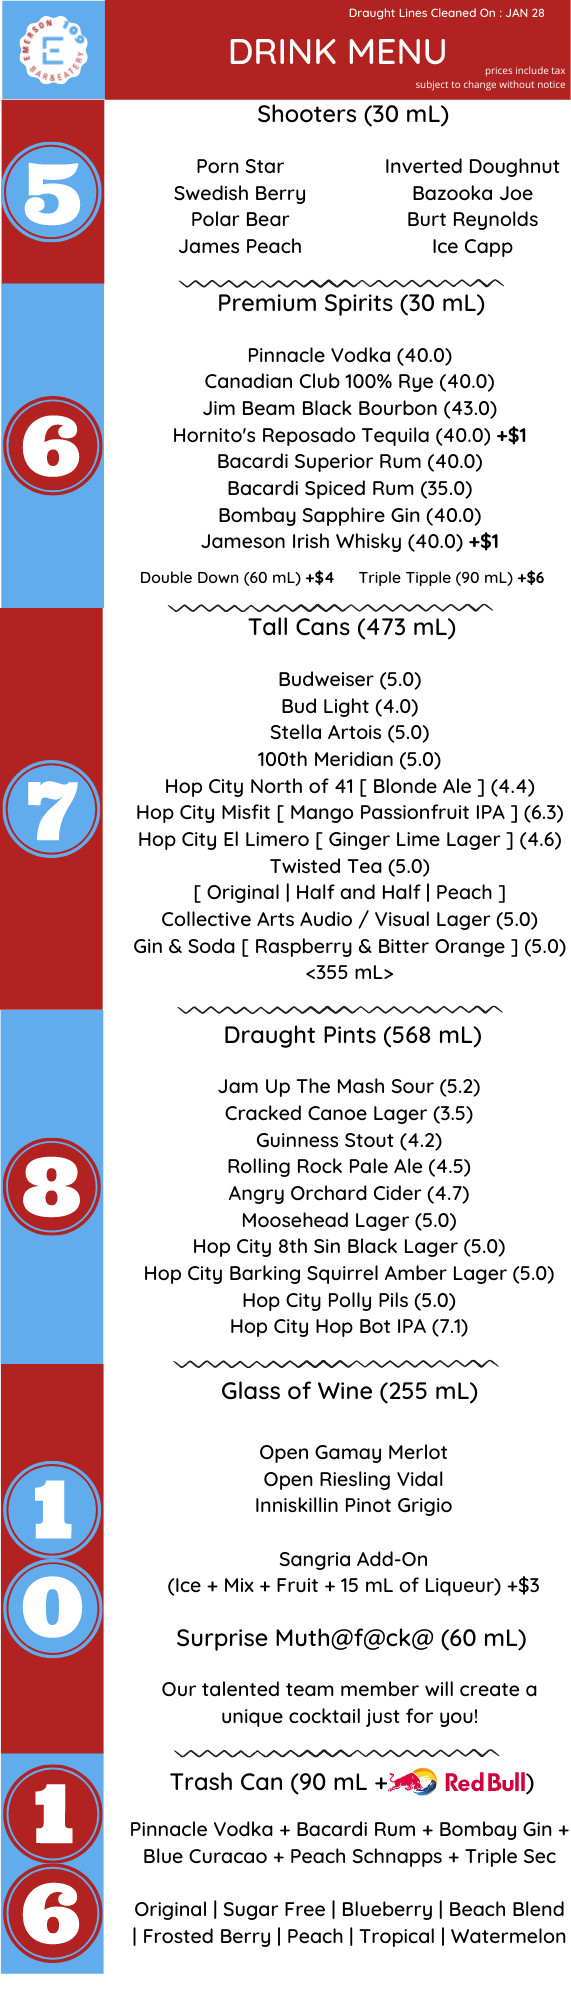 Draught Lines Cleaned On : JAN 28
EMERSON 109
E
BAR&EATERY
DRINK MENU
prices include tax
subject to change without notice
5
Shooters (30 mL)
Porn Star
Inverted Doughnut
Swedish Berry
Bazooka Joe
Polar Bear
Burt Reynolds
James Peach
Ice Capp
6
Premium Spirits (30 mL)
Pinnacle Vodka (40.0)
Canadian Club 100% Rye (40.0)
Jim Beam Black Bourbon (43.0)
Hornito's Reposado Tequila (40.0) +$1
Bacardi Superior Rum (40.0)
Bacardi Spiced Rum (35.0)
Bombay Sapphire Gin (40.0)
Jameson Irish Whisky (40.0) +$1
Double Down (60 mL) +$4 Triple Tipple (90 mL) +$6
7
Tall Cans (473 mL)
Budweiser (5.0)
Bud Light (4.0)
Stella Artois (5.0)
100th Meridian (5.0)
Hop City North of 41 [ Blonde Ale ] (4.4)
Hop City Misfit [ Mango Passionfruit IPA ] (6.3)
Hop City El Limero [ Ginger Lime Lager ] (4.6)
Twisted Tea (5.0)
[ Original | Half and Half | Peach ]
Collective Arts Audio / Visual Lager (5.0)
Gin & Soda [ Raspberry & Bitter Orange ] (5.0)
<355 mL>
8
Draught Pints (568 mL)
Jam Up The Mash Sour (5.2)
Cracked Canoe Lager (3.5)
Guinness Stout (4.2)
Rolling Rock Pale Ale (4.5)
Angry Orchard Cider (4.7)
Moosehead Lager (5.0)
Hop City 8th Sin Black Lager (5.0)
Hop City Barking Squirrel Amber Lager (5.0)
Hop City Polly Pils (5.0)
Hop City Hop Bot IPA (7.1)
1
0
Glass of Wine (255 mL)
Open Gamay Merlot
Open Riesling Vidal
Inniskillin Pinot Grigio
Sangria Add-On
(Ice + Mix + Fruit + 15 mL of Liqueur) +$3
Surprise Muth@f@ck@ (60 mL)
Our talented team member will create a
unique cocktail just for you!
1
6
Trash Can (90 mL + Red Bull)
Pinnacle Vodka + Bacardi Rum + Bombay Gin +
Blue Curacao + Peach Schnapps + Triple Sec
Original | Sugar Free | Blueberry | Beach Blend
| Frosted Berry | Peach | Tropical | Watermelon